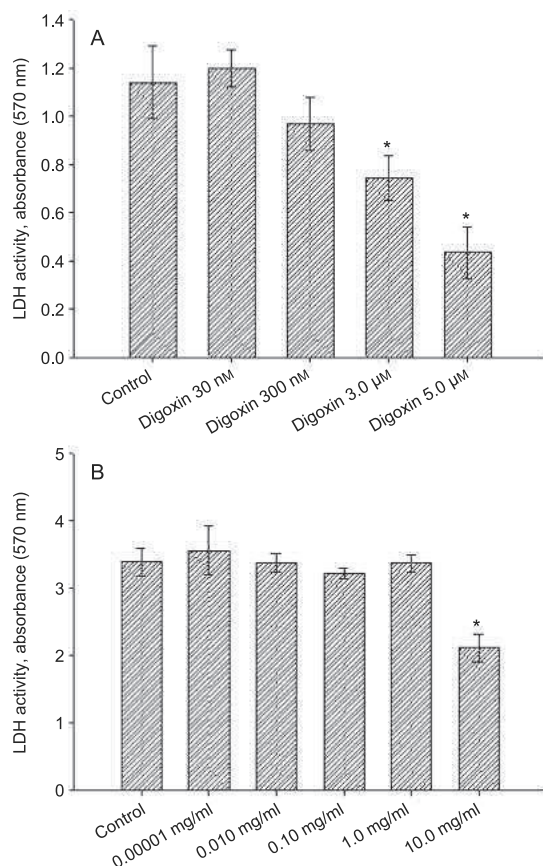 A
LDH activity, absorbance (570 nm)
1.4
1.2
1.0
0.8
0.6
0.4
0.2
0.0
*
*
Control
Digoxin 30 nM
Digoxin 300 nM
Digoxin 3.0 μM
Digoxin 5.0 μM
B
LDH activity, absorbance (570 nm)
5
4
3
2
1
0
*
Control
0.00001 mg/ml
0.010 mg/ml
0.10 mg/ml
1.0 mg/ml
10.0 mg/ml